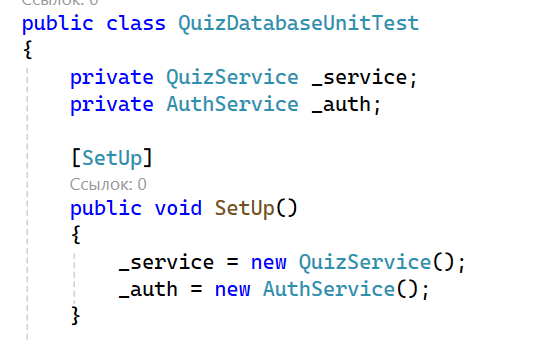 Ссылок: 0
public class QuizDatabaseUnitTest
{
private QuizService _service;
private AuthService _auth;
[SetUp]
Ссылок: 0
public void SetUp()
{
_service = new QuizService();
_auth = new AuthService();
}